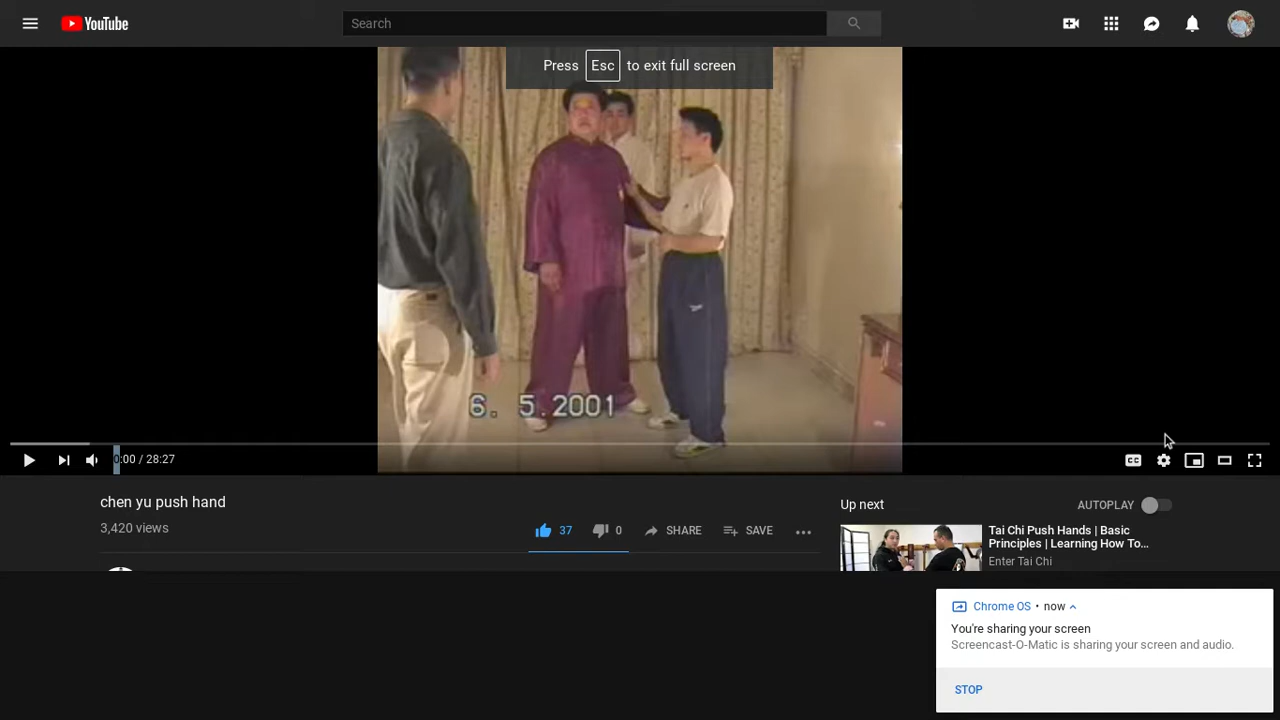 YouTube
Search
Press Esc to exit full screen
6. 5.2001
0:00 / 28:27
CC
chen yu push hand
3,420 views
37
0
SHARE
SAVE
Up next
AUTOPLAY
Tai Chi Push Hands | Basic
Principles | Learning How To...
Enter Tai Chi
Chrome OS • now
You're sharing your screen
Screencast-O-Matic is sharing your screen and audio.
STOP